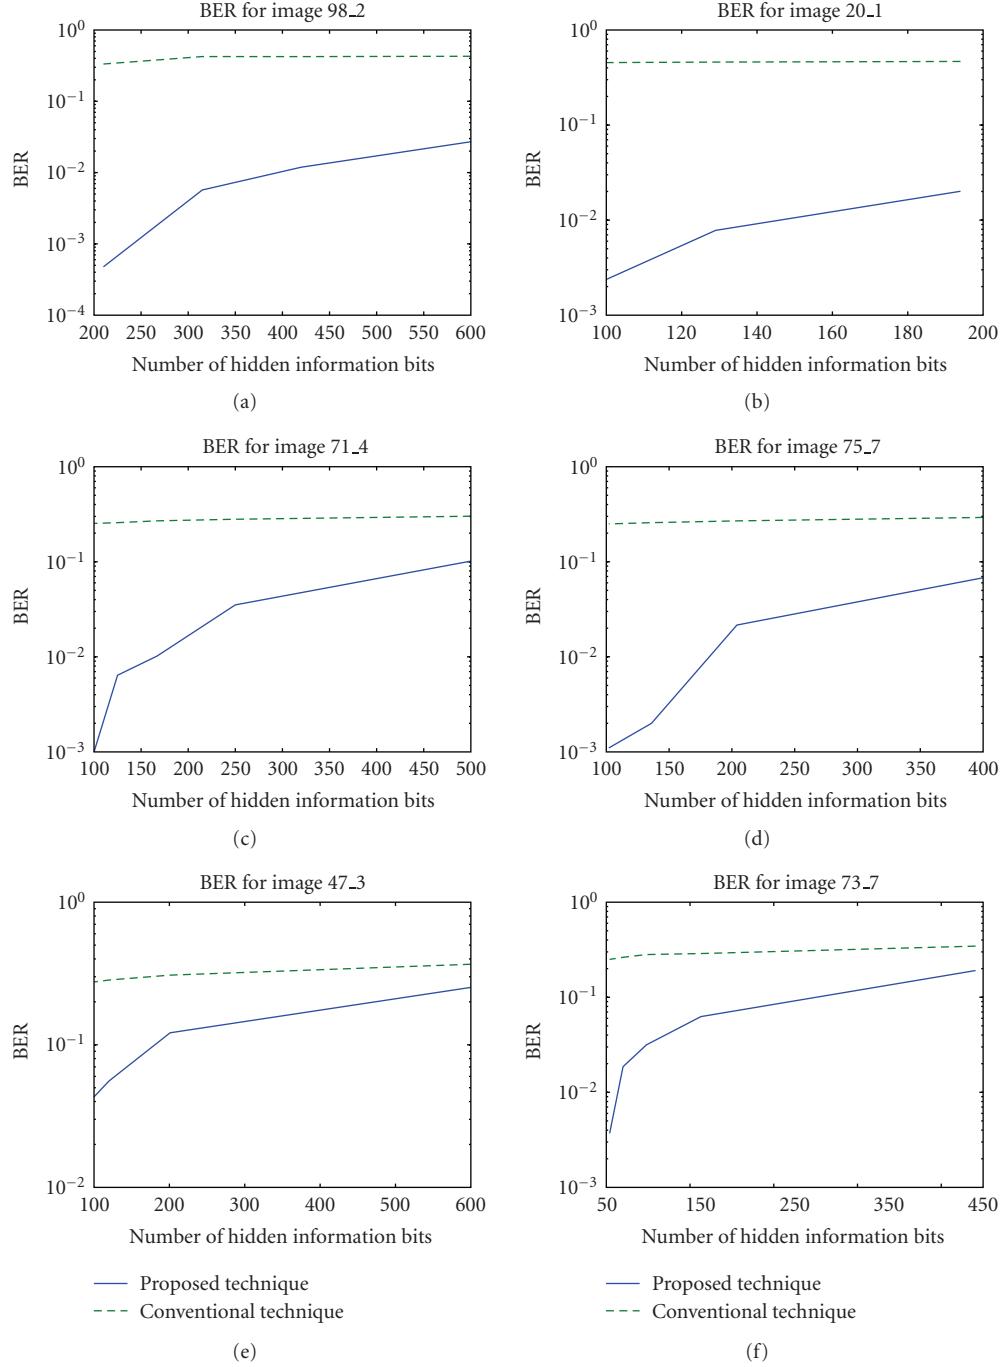 BER for image 98_2
10^0
10^−1
10^−2
10^−3
10^−4
BER
200 250 300 350 400 450 500 550 600
Number of hidden information bits
(a)
BER for image 20_1
10^0
10^−1
10^−2
10^−3
BER
100 120 140 160 180 200
Number of hidden information bits
(b)
BER for image 71_4
10^0
10^−1
10^−2
10^−3
BER
100 150 200 250 300 350 400 450 500
Number of hidden information bits
(c)
BER for image 75_7
10^0
10^−1
10^−2
10^−3
BER
100 150 200 250 300 350 400
Number of hidden information bits
(d)
BER for image 47_3
10^0
10^−1
10^−2
BER
100 200 300 400 500 600
Number of hidden information bits
Proposed technique
Conventional technique
(e)
BER for image 73_7
10^0
10^−1
10^−2
10^−3
BER
50 150 250 350 450
Number of hidden information bits
Proposed technique
Conventional technique
(f)